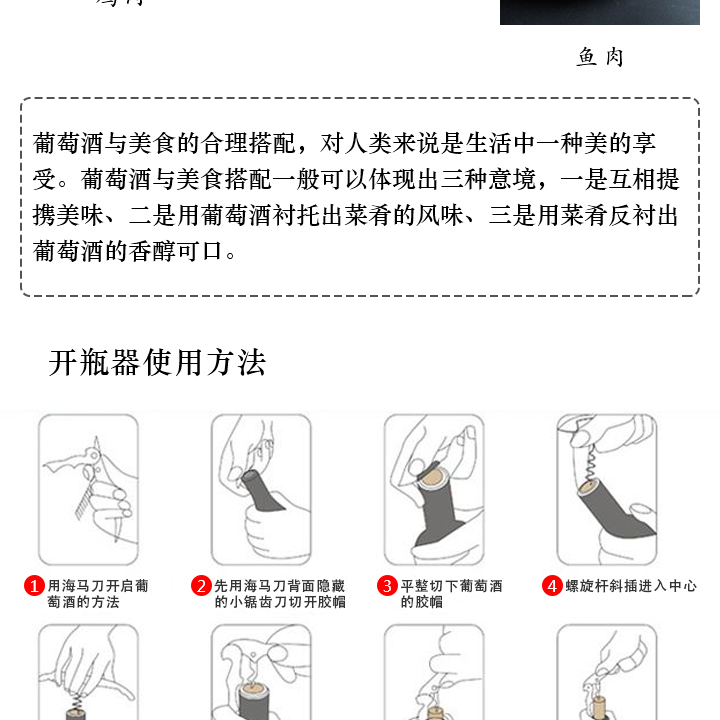 鱼肉
葡萄酒与美食的合理搭配，对人类来说是生活中一种美的享
受。葡萄酒与美食搭配一般可以体现出三种意境，一是互相提
携美味、二是用葡萄酒衬托出菜肴的风味、三是用菜肴反衬出
葡萄酒的香醇可口。
开瓶器使用方法
1 用海马刀开启葡
萄酒的方法
2 先用海马刀背面隐藏
的小锯齿刀切开胶帽
3 平整切下葡萄酒
的胶帽
4 螺旋杆斜插进入中心